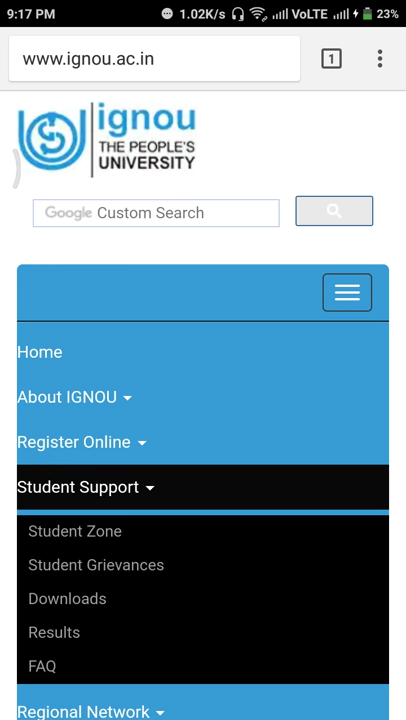 9:17 PM 1.02K/s VoLTE 23%
www.ignou.ac.in 1
ignou
THE PEOPLE'S
UNIVERSITY
Google Custom Search
Home
About IGNOU
Register Online
Student Support
Student Zone
Student Grievances
Downloads
Results
FAQ
Regional Network